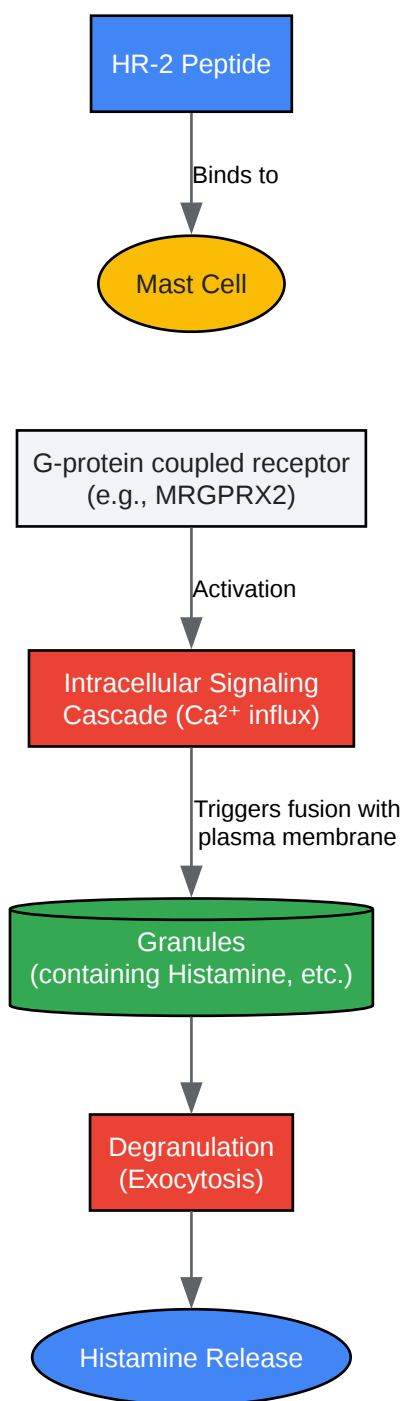 HR-2 Peptide
Binds to
Mast Cell
G-protein coupled receptor
(e.g., MRGPRX2)
Activation
Intracellular Signaling
Cascade (Ca²⁺ influx)
Triggers fusion with
plasma membrane
Granules
(containing Histamine, etc.)
Degranulation
(Exocytosis)
Histamine Release